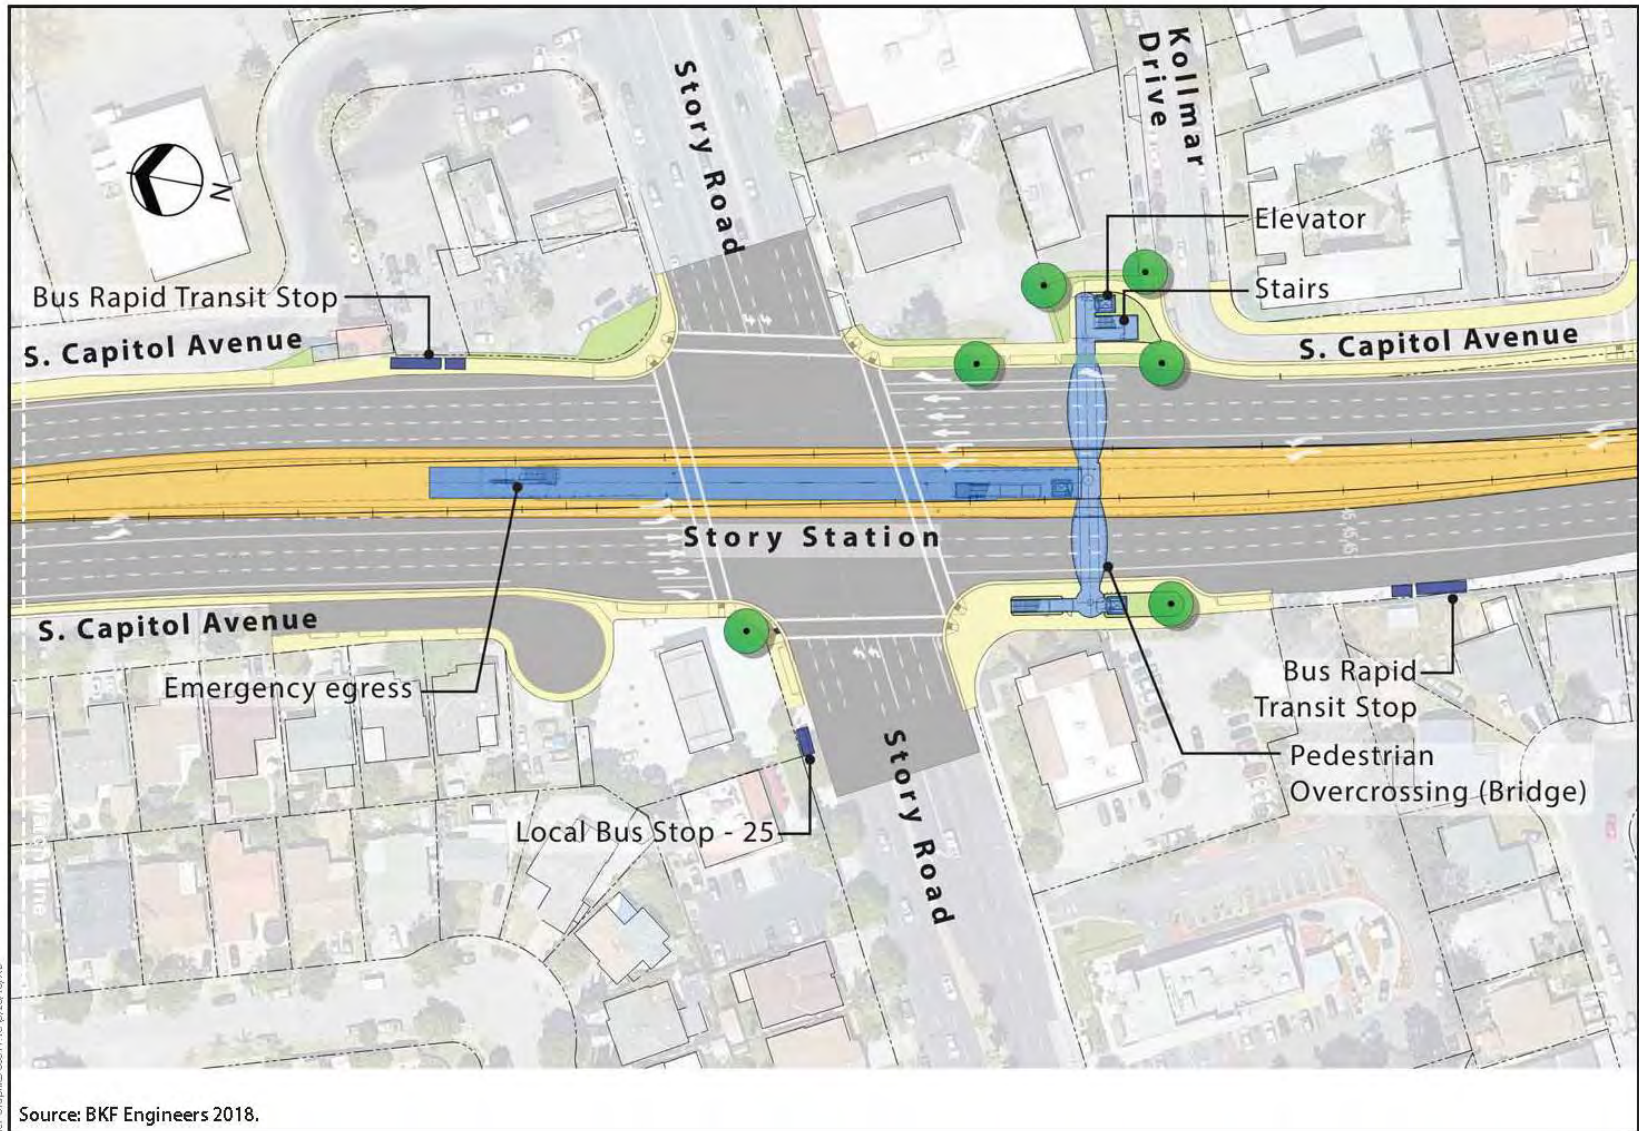 Story Road
Kollmar
Drive
N
Elevator
Bus Rapid Transit Stop
Stairs
S. Capitol Avenue
S. Capitol Avenue
Story Station
S. Capitol Avenue
Emergency egress
Bus Rapid
Transit Stop
Story Road
Pedestrian
Overcrossing (Bridge)
Local Bus Stop - 25
Source: BKF Engineers 2018.